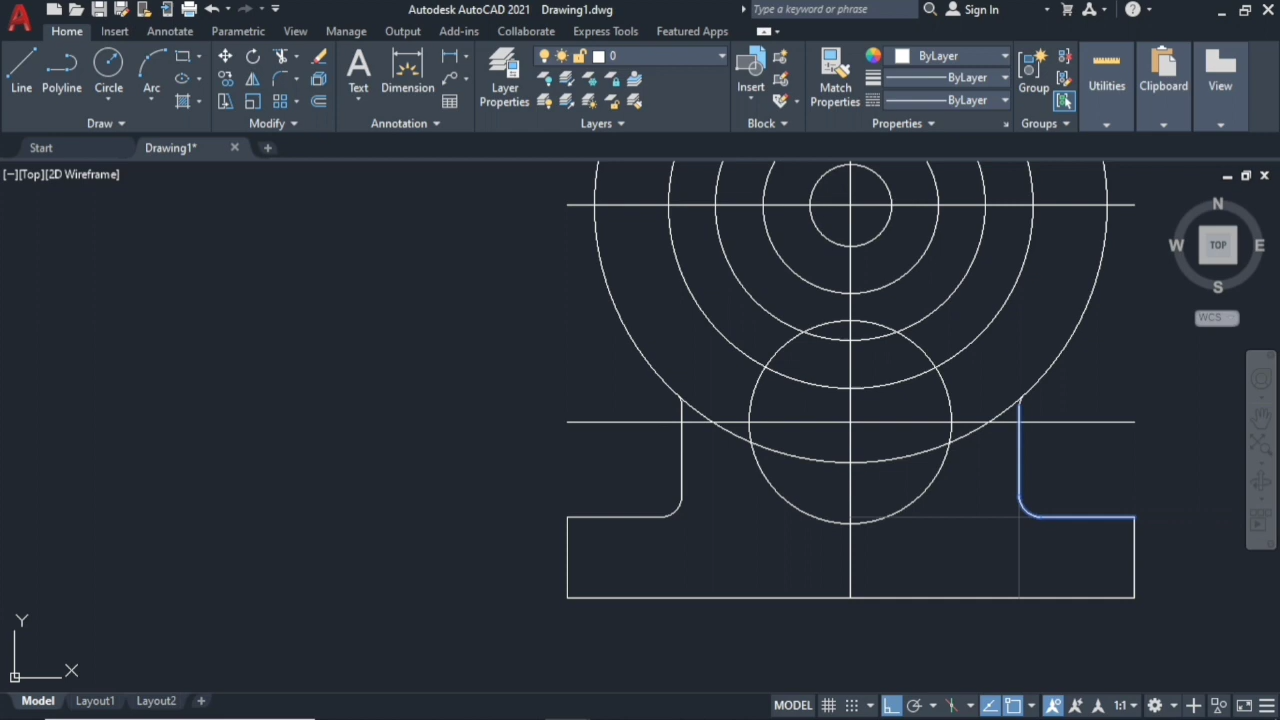 Autodesk AutoCAD 2021 Drawing1.dwg
Type a keyword or phrase
Sign In
Home Insert Annotate Parametric View Manage Output Add-ins Collaborate Express Tools Featured Apps
Line Polyline Circle Arc
Text Dimension
Layer Properties
0
Insert
Match Properties
ByLayer
ByLayer
ByLayer
Group
Utilities
Clipboard
View
Draw Modify Annotation Layers Block Properties Groups
Start Drawing1*
[−][Top][2D Wireframe]
N
W TOP E
S
WCS
Y
X
Model Layout1 Layout2
MODEL 1:1